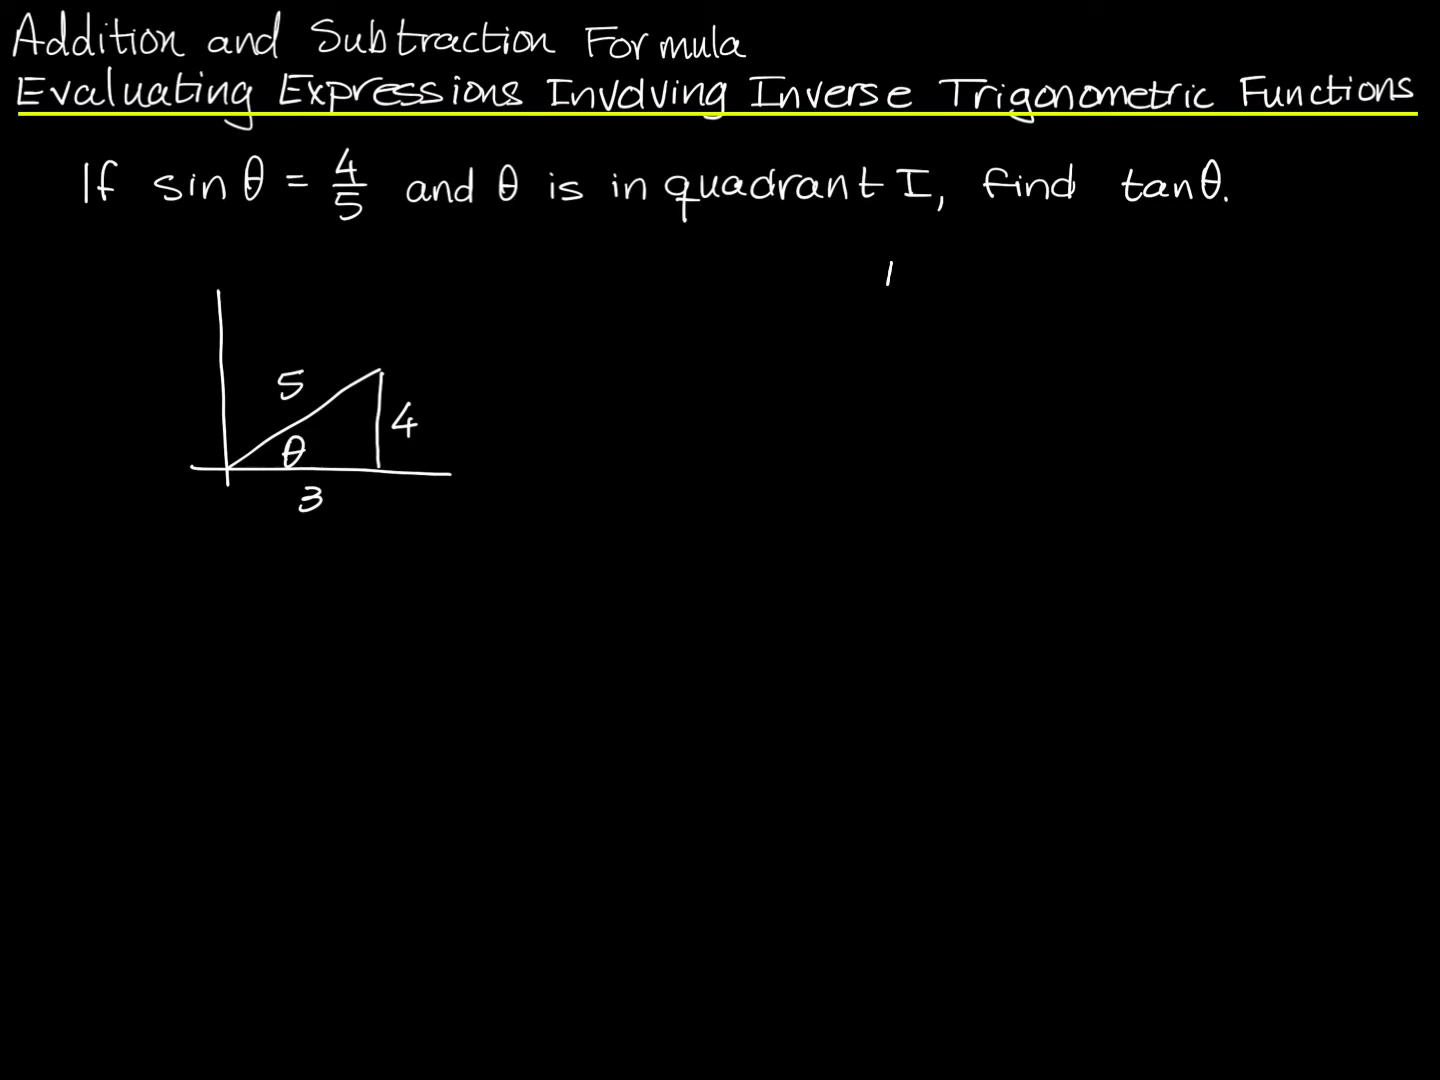 Addition and Subtraction Formula
Evaluating Expressions Involving Inverse Trigonometric Functions
If sin θ = 4/5 and θ is in quadrant I, find tan θ.
5
4
θ
3